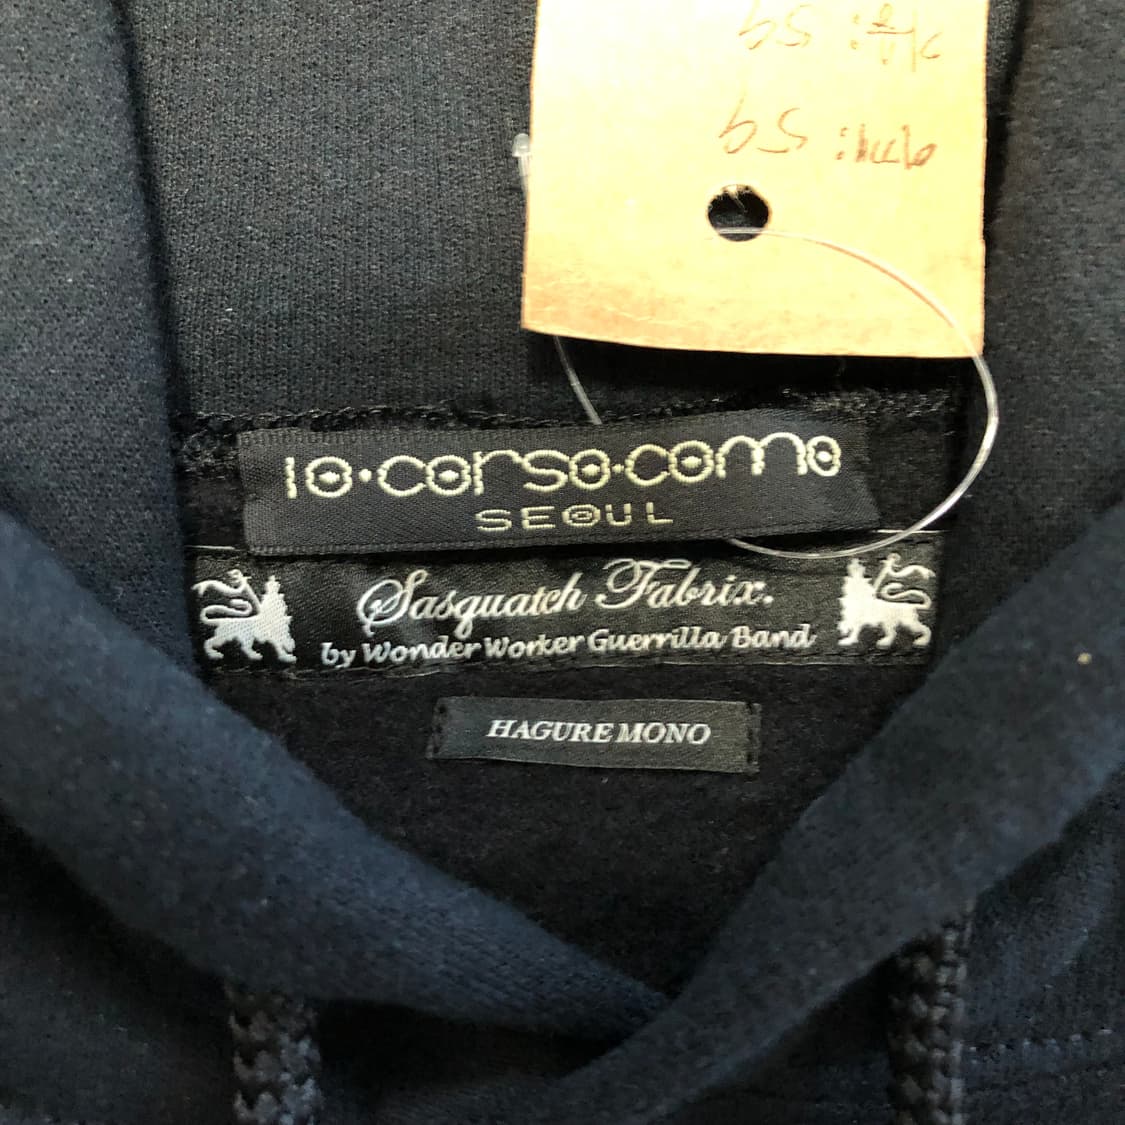 10·corso·como
SEOUL
Sasquatch Fabrix.
by Wonder Worker Guerrilla Band
HAGURE MONO